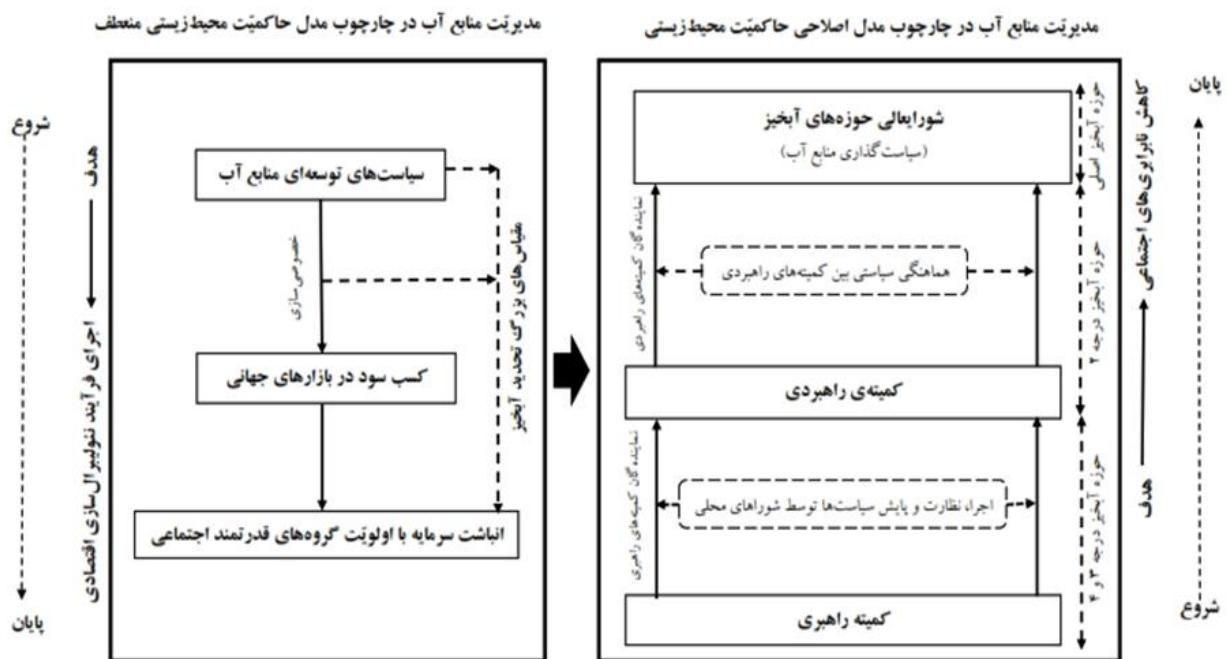 مدیریّت منابع آب در چارچوب مدل اصلاحی حاکمیّت محیط‌زیستی
پایان
کاهش نابرابری‌های اجتماعی
هدف
شروع
حوزه آبخیز اصلی
حوزه آبخیز درجه ۲
حوزه آبخیز درجه ۳ و ۴
شورایعالی حوزه‌های آبخیز
(سیاست‌گذاری منابع آب)
نماینده‌گان کمیته‌های راهبردی
هماهنگی سیاستی بین کمیته‌های راهبردی
کمیته‌ی راهبردی
نماینده‌گان کمیته‌های راهبری
اجرا، نظارت و پایش سیاست‌ها توسط شوراهای محلی
کمیته راهبری
مدیریّت منابع آب در چارچوب مدل حاکمیّت محیط‌زیستی منعطف
سیاست‌های توسعه‌ای منابع آب
خصوصی‌سازی
مقیاس‌های بزرگ تحدید آبخیز
کسب سود در بازارهای جهانی
انباشت سرمایه با اولویّت گروه‌های قدرتمند اجتماعی
هدف
اجرای فرآیند نئولیبرال‌سازی اقتصادی
شروع
پایان